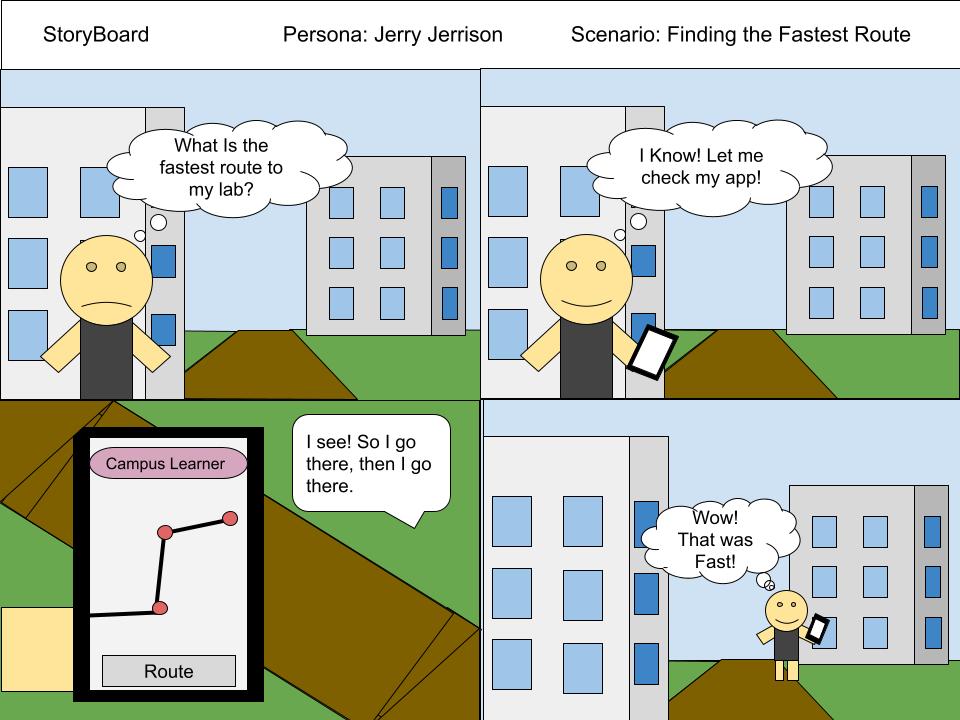 StoryBoard
Persona: Jerry Jerrison
Scenario: Finding the Fastest Route
What Is the
fastest route to
my lab?
I Know! Let me
check my app!
Campus Learner
I see! So I go
there, then I go
there.
Route
Wow!
That was
Fast!